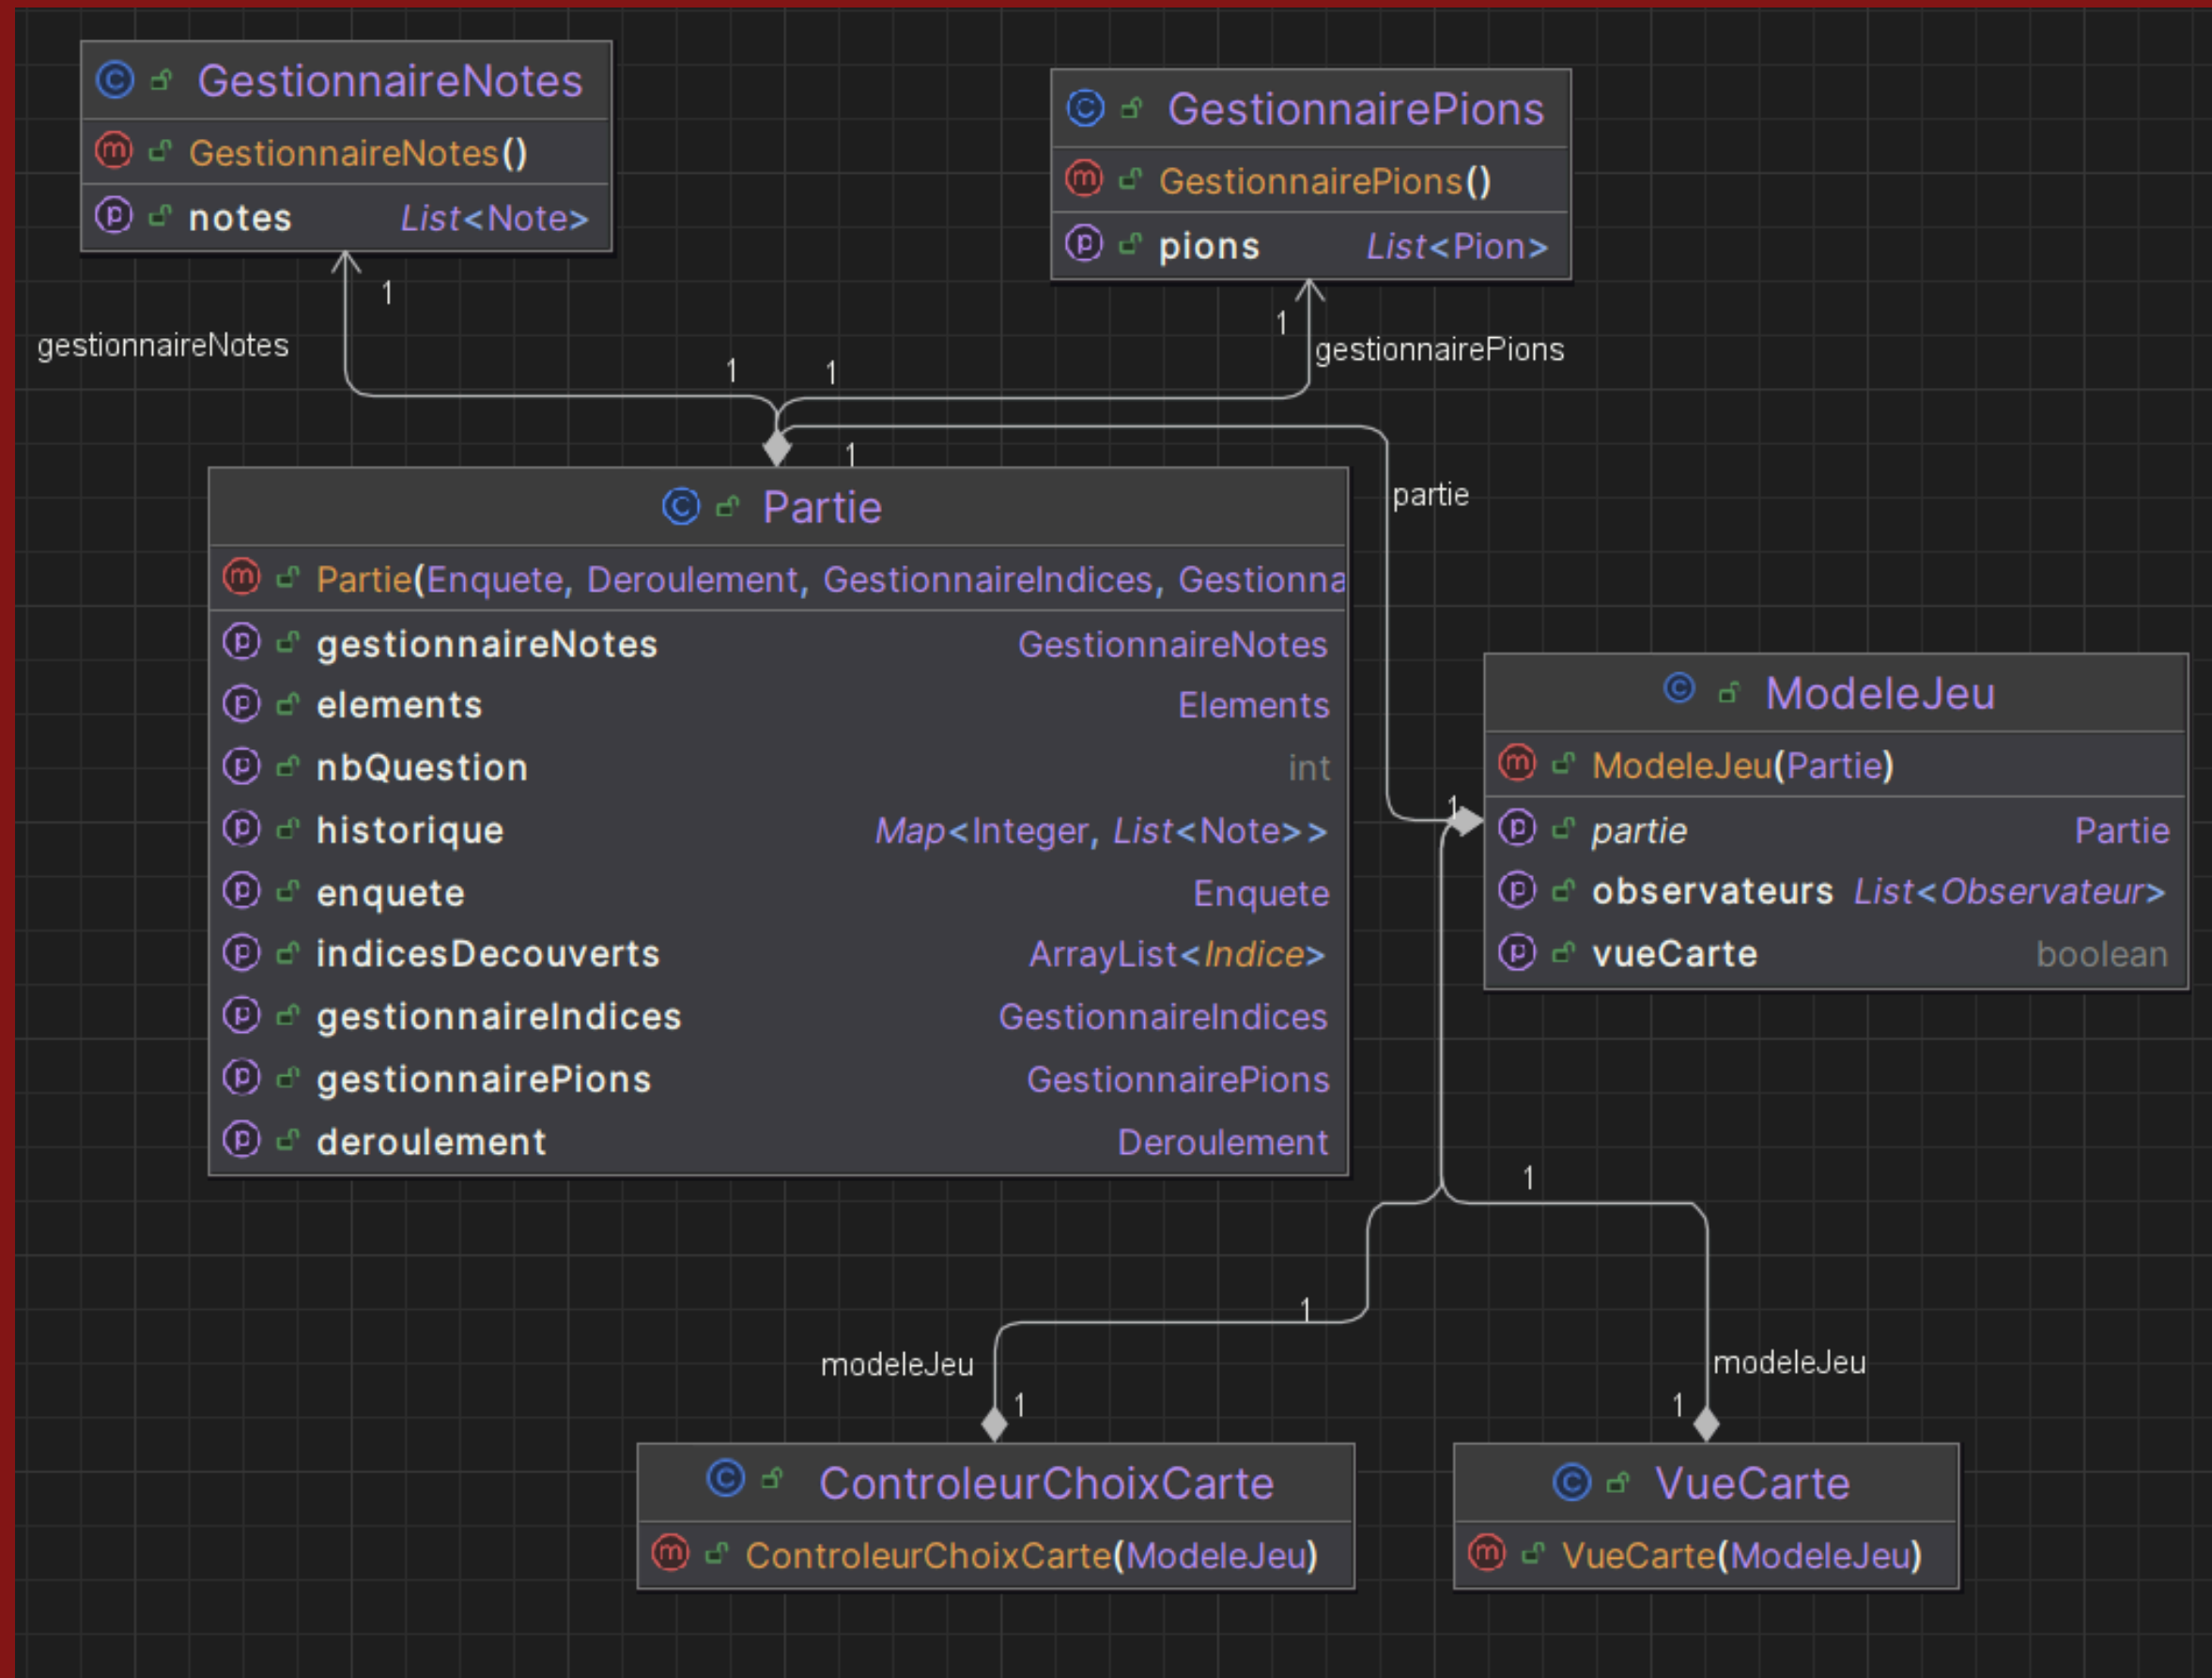 GestionnaireNotes
GestionnaireNotes()
notes List<Note>
GestionnairePions
GestionnairePions()
pions List<Pion>
1
gestionnaireNotes
1
gestionnairePions
1
1
1
partie
Partie
Partie(Enquete, Deroulement, GestionnaireIndices, Gestionna
gestionnaireNotes GestionnaireNotes
elements Elements
nbQuestion int
historique Map<Integer, List<Note>>
enquete Enquete
indicesDecouverts ArrayList<Indice>
gestionnaireIndices GestionnaireIndices
gestionnairePions GestionnairePions
deroulement Deroulement
ModeleJeu
ModeleJeu(Partie)
1
partie Partie
observateurs List<Observateur>
vueCarte boolean
1
1
modeleJeu
1
modeleJeu
1
ControleurChoixCarte
ControleurChoixCarte(ModeleJeu)
VueCarte
VueCarte(ModeleJeu)